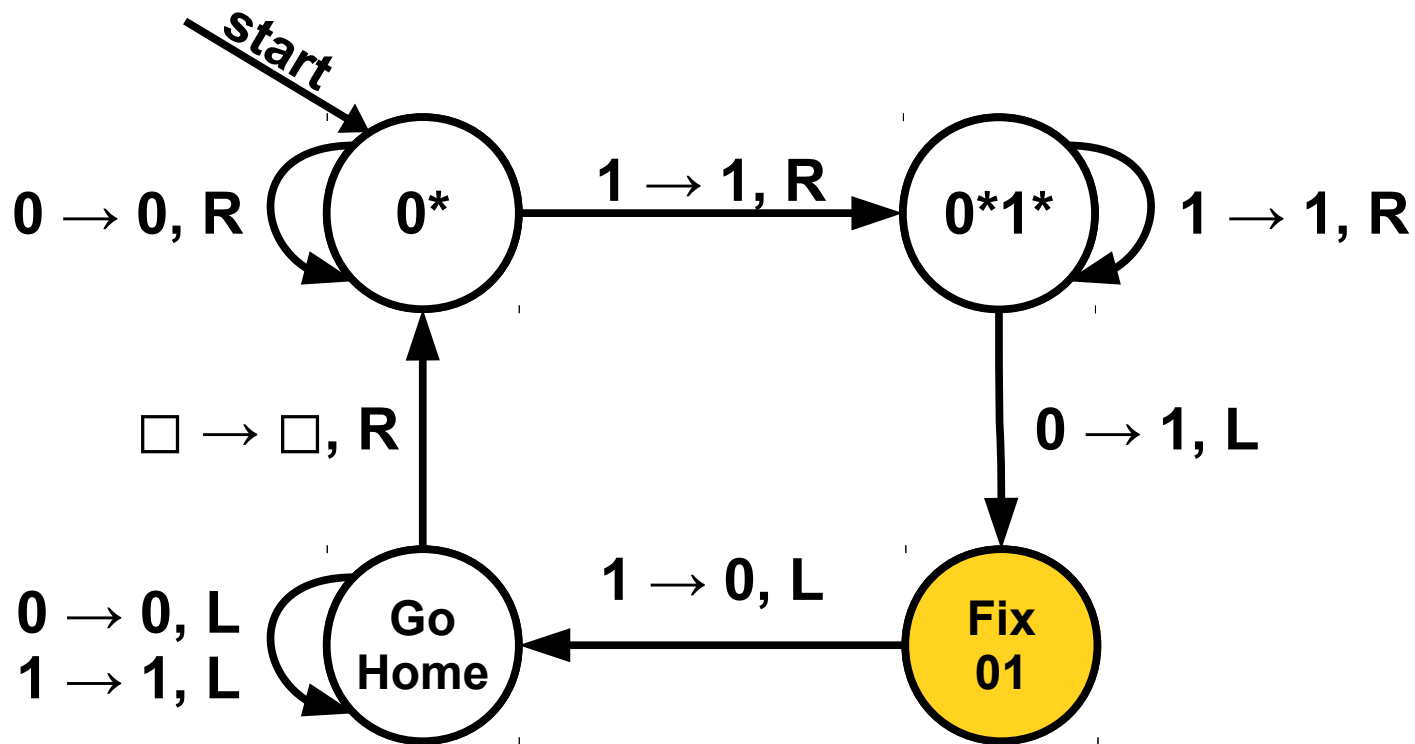 start
0 → 0, R
0*
1 → 1, R
0*1*
1 → 1, R
□ → □, R
0 → 1, L
0 → 0, L
1 → 1, L
Go
Home
1 → 0, L
Fix
01